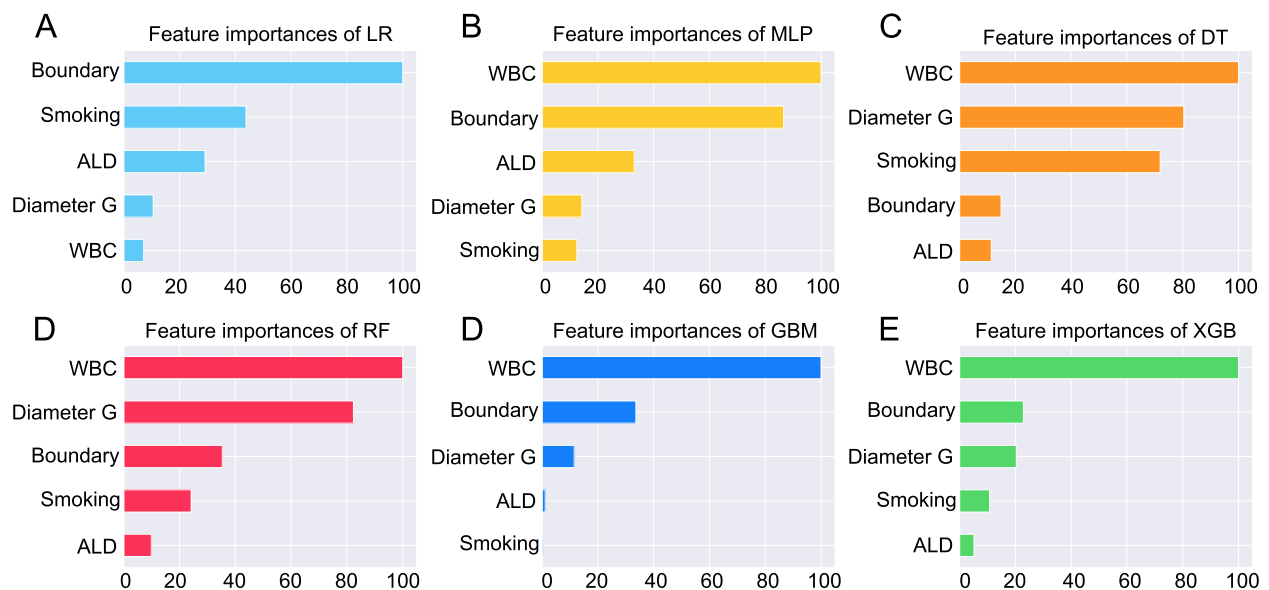 A
Feature importances of LR
Boundary
Smoking
ALD
Diameter G
WBC
0 20 40 60 80 100
B
Feature importances of MLP
WBC
Boundary
ALD
Diameter G
Smoking
0 20 40 60 80 100
C
Feature importances of DT
WBC
Diameter G
Smoking
Boundary
ALD
0 20 40 60 80 100
D
Feature importances of RF
WBC
Diameter G
Boundary
Smoking
ALD
0 20 40 60 80 100
D
Feature importances of GBM
WBC
Boundary
Diameter G
ALD
Smoking
0 20 40 60 80 100
E
Feature importances of XGB
WBC
Boundary
Diameter G
Smoking
ALD
0 20 40 60 80 100